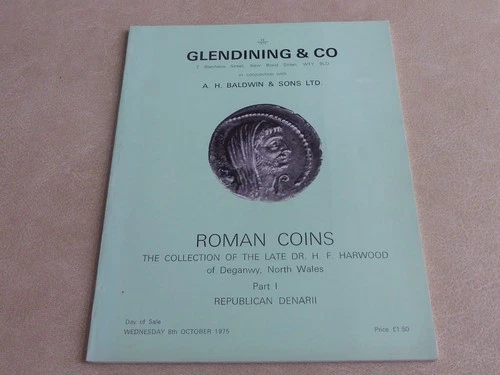 GLENDINING & CO
in conjunction with
A. H. BALDWIN & SONS LTD.
ROMAN COINS
THE COLLECTION OF THE LATE DR. H. F. HARWOOD
of Deganwy, North Wales
Part I
REPUBLICAN DENARII
Day of Sale
WEDNESDAY 8th OCTOBER 1975
Price £1.50